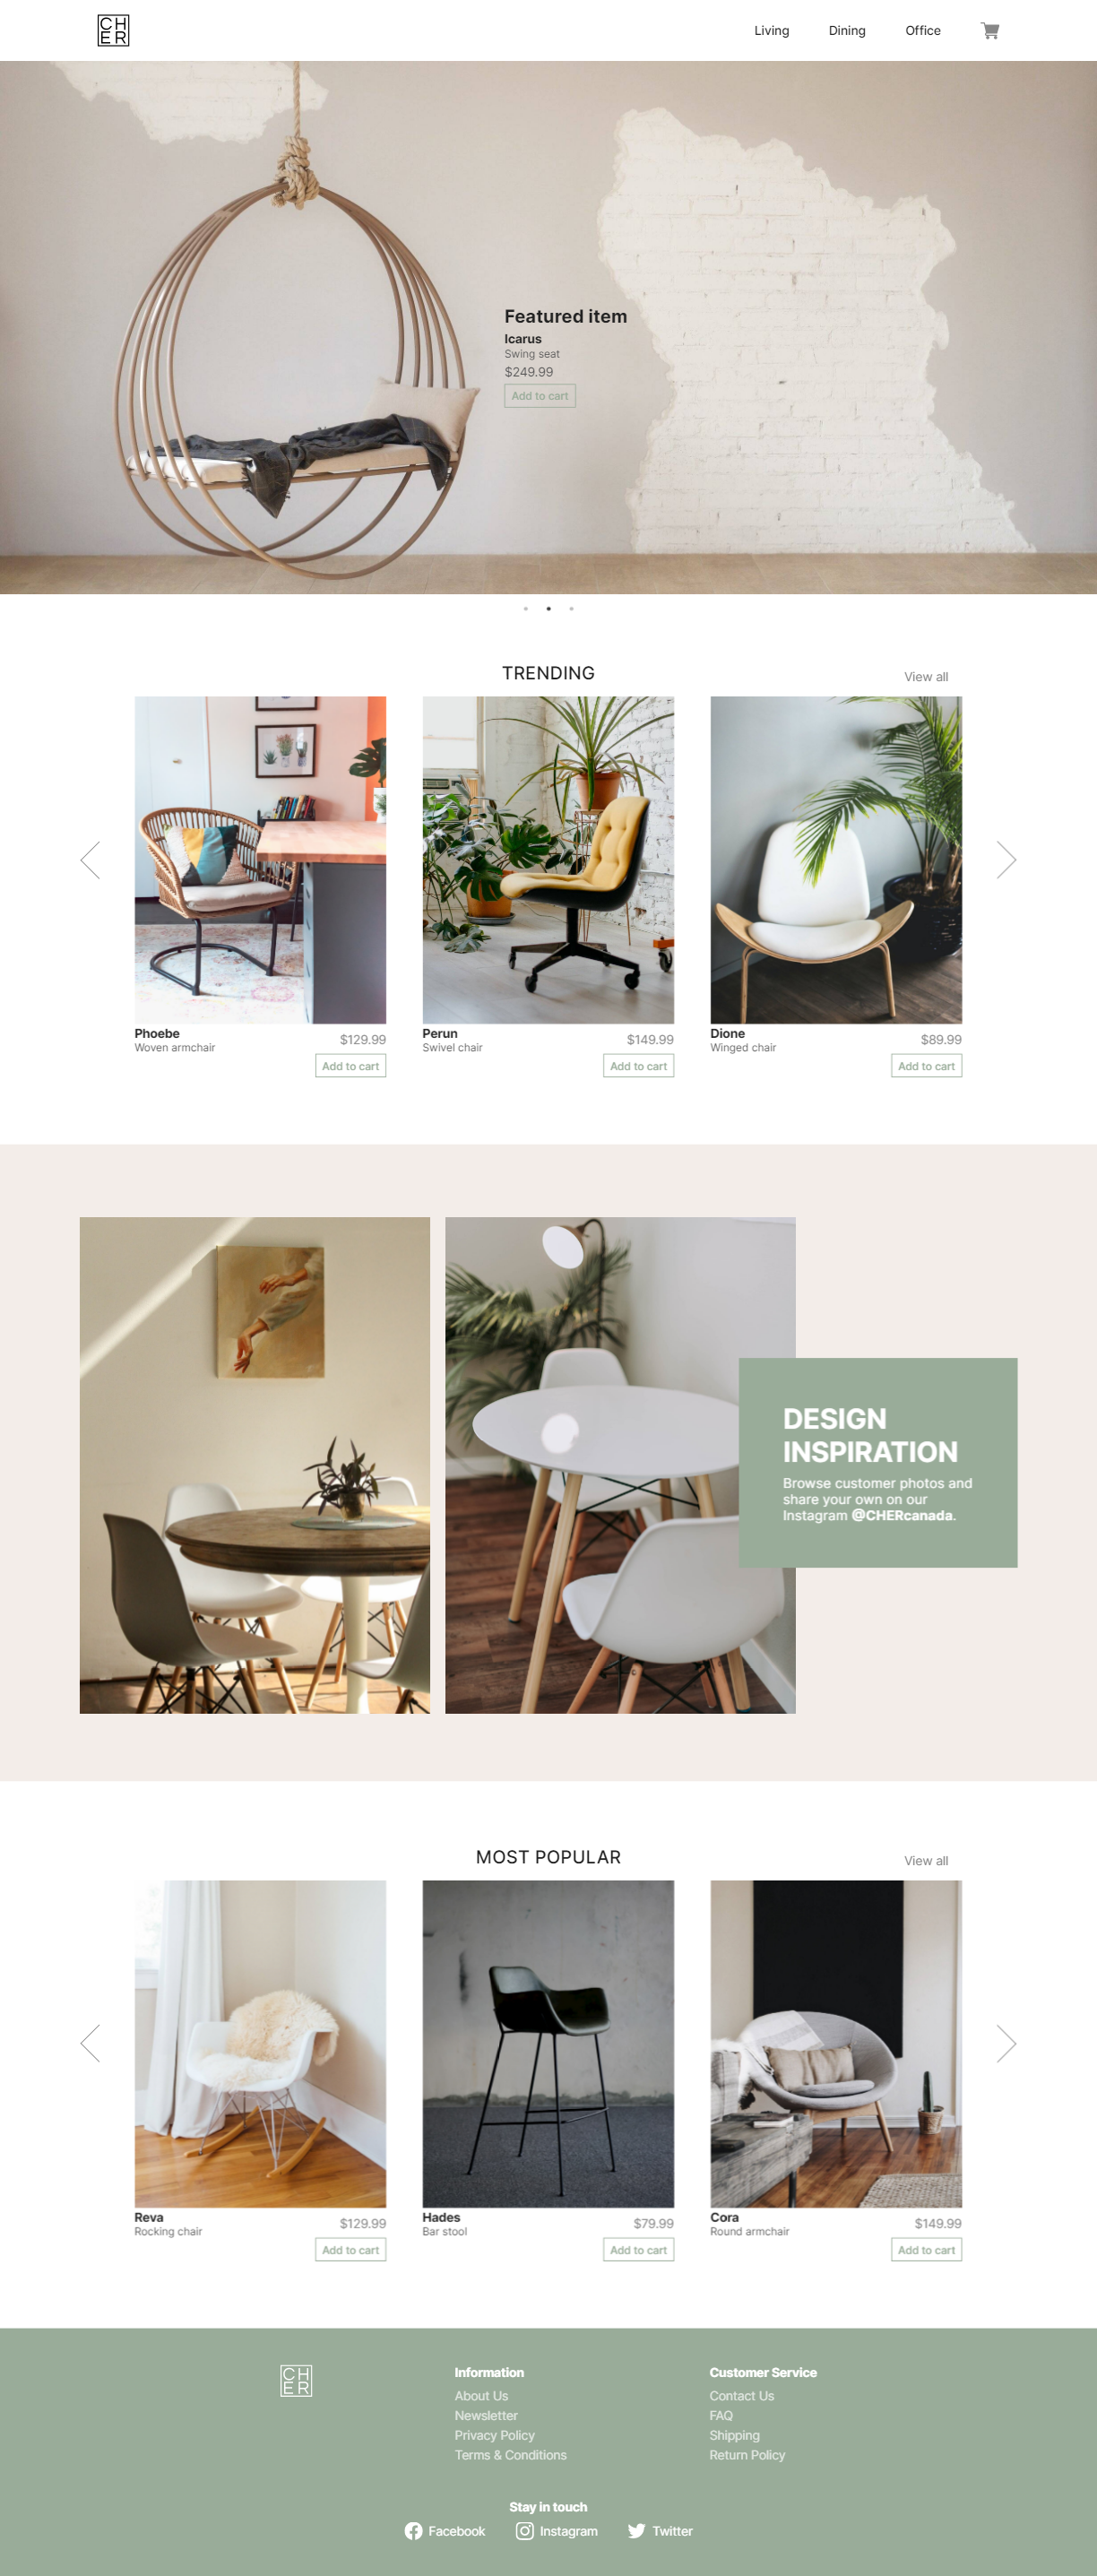 CH
ER
Living
Dining
Office
Featured item
Icarus
Swing seat
$249.99
Add to cart
TRENDING
View all
Phoebe
Woven armchair
$129.99
Add to cart
Perun
Swivel chair
$149.99
Add to cart
Dione
Winged chair
$89.99
Add to cart
DESIGN
INSPIRATION
Browse customer photos and
share your own on our
Instagram @CHERcanada.
MOST POPULAR
View all
Reva
Rocking chair
$129.99
Add to cart
Hades
Bar stool
$79.99
Add to cart
Cora
Round armchair
$149.99
Add to cart
CH
ER
Information
About Us
Newsletter
Privacy Policy
Terms & Conditions
Customer Service
Contact Us
FAQ
Shipping
Return Policy
Stay in touch
Facebook
Instagram
Twitter